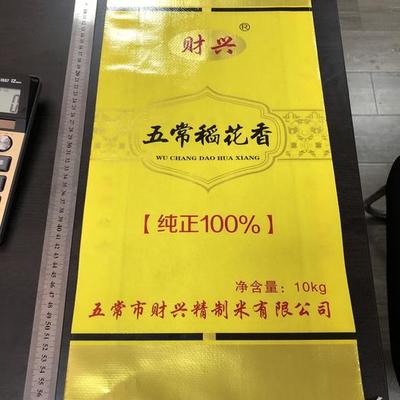 财兴®
五常稻花香
WU CHANG DAO HUA XIANG
【纯正100%】
净含量：10kg
五常市财兴精制米有限公司